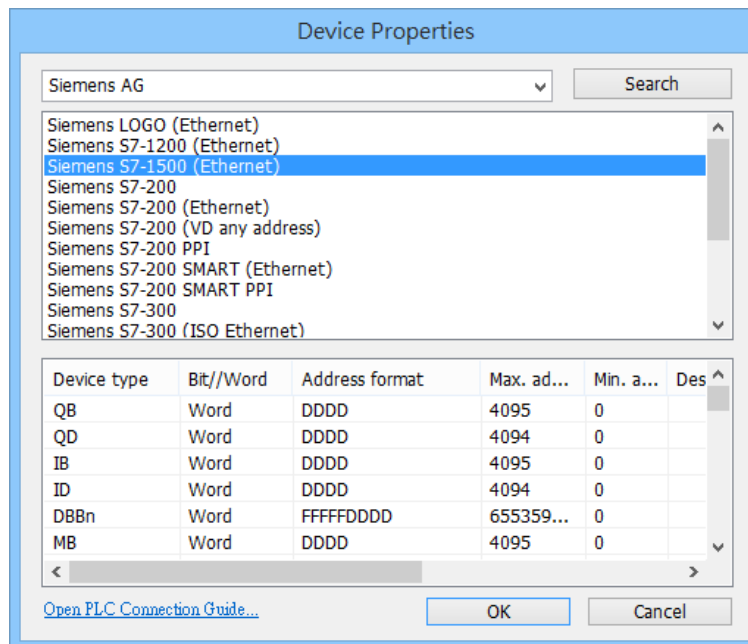 Device Properties
Siemens AG
Search
Siemens LOGO (Ethernet)
Siemens S7-1200 (Ethernet)
Siemens S7-1500 (Ethernet)
Siemens S7-200
Siemens S7-200 (Ethernet)
Siemens S7-200 (VD any address)
Siemens S7-200 PPI
Siemens S7-200 SMART (Ethernet)
Siemens S7-200 SMART PPI
Siemens S7-300
Siemens S7-300 (ISO Ethernet)
Device type Bit//Word Address format Max. ad... Min. a... Des
QB Word DDDD 4095 0
QD Word DDDD 4094 0
IB Word DDDD 4095 0
ID Word DDDD 4094 0
DBBn Word FFFFFDDDD 655359... 0
MB Word DDDD 4095 0
Open PLC Connection Guide... OK Cancel